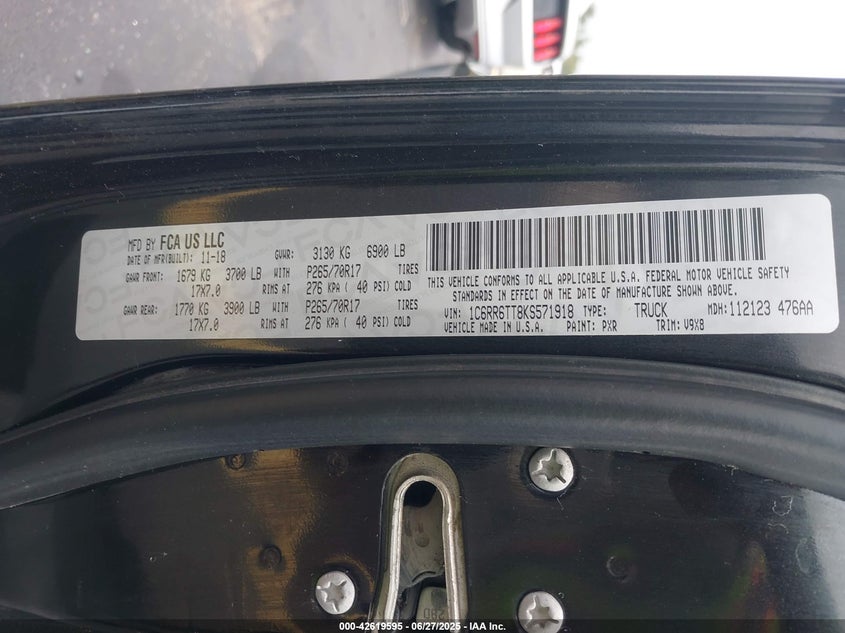 MFD BY FCA US LLC
DATE OF MFR(BUILT): 11-18 GVWR: 3130 KG 6900 LB
GAWR FRONT: 1679 KG 3700 LB WITH P265/70R17 TIRES
17X7.0 RIMS AT 276 KPA ( 40 PSI) COLD
GAWR REAR: 1770 KG 3900 LB WITH P265/70R17 TIRES
17X7.0 RIMS AT 276 KPA ( 40 PSI) COLD
THIS VEHICLE CONFORMS TO ALL APPLICABLE U.S.A. FEDERAL MOTOR VEHICLE SAFETY
STANDARDS IN EFFECT ON THE DATE OF MANUFACTURE SHOWN ABOVE.
VIN: 1C6RR6TT8KS571918 TYPE: TRUCK MDH: 112123 476AA
VEHICLE MADE IN U.S.A. PAINT: PXR TRIM: V9X8
000-42619595 - 06/27/2025 - IAA Inc.